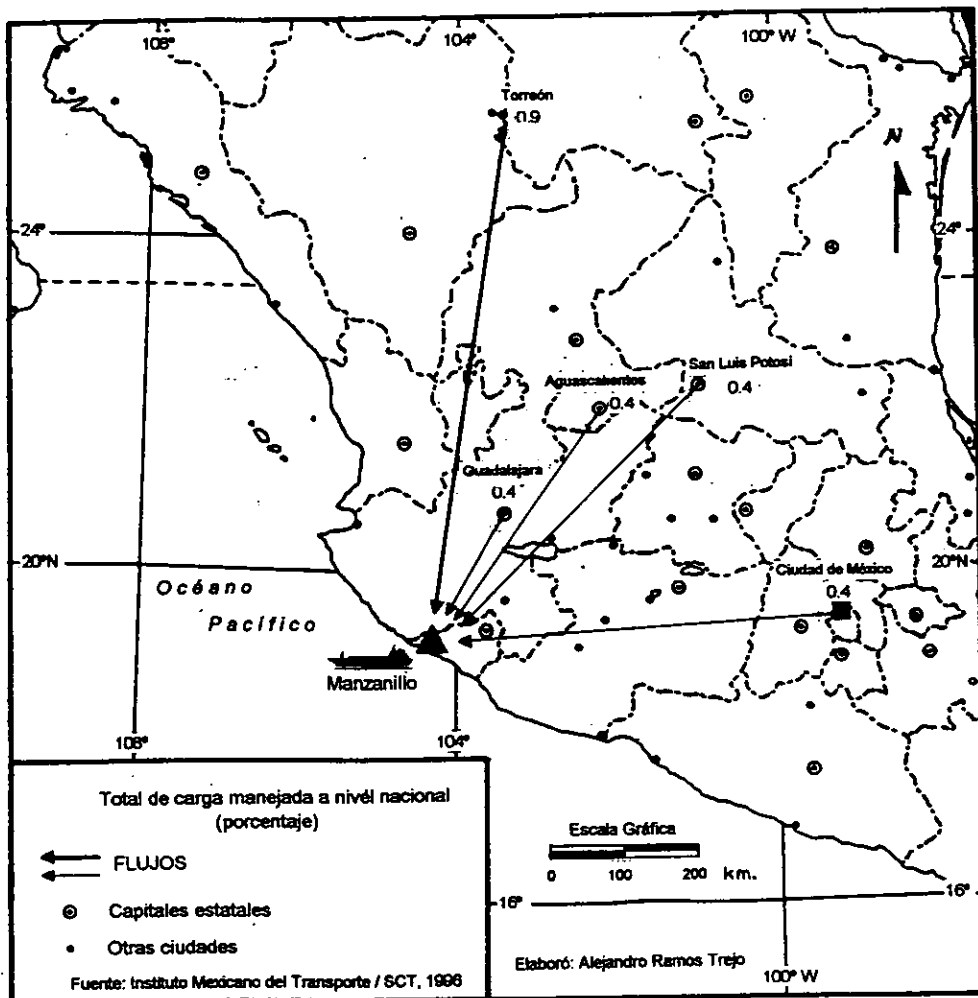 108°
104°
100° W
Torreón
0.9
N
24°
24°
San Luis Potosí
0.4
Aguascalientes
0.4
Guadalajara
0.4
20°N
20°N
Ciudad de México
0.4
Océano
Pacífico
Manzanillo
108°
104°
Total de carga manejada a nivel nacional
(porcentaje)
FLUJOS
Capitales estatales
Otras ciudades
Fuente: Instituto Mexicano del Transporte / SCT, 1996
Escala Gráfica
0 100 200 km.
16°
16°
Elaboró: Alejandro Ramos Trejo
100° W